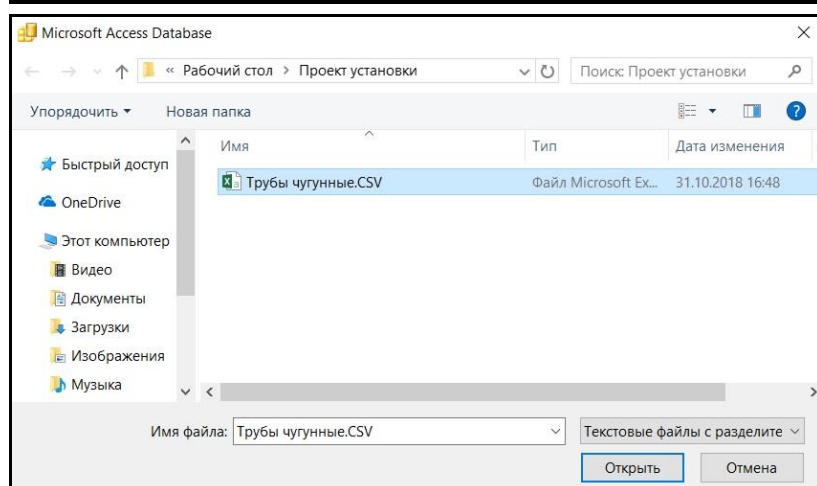 Microsoft Access Database
« Рабочий стол > Проект установки
Поиск: Проект установки
Упорядочить
Новая папка
Имя
Тип
Дата изменения
Быстрый доступ
Трубы чугунные.CSV
Файл Microsoft Ex...
31.10.2018 16:48
OneDrive
Этот компьютер
Видео
Документы
Загрузки
Изображения
Музыка
Имя файла: Трубы чугунные.CSV
Текстовые файлы с разделите
Открыть
Отмена